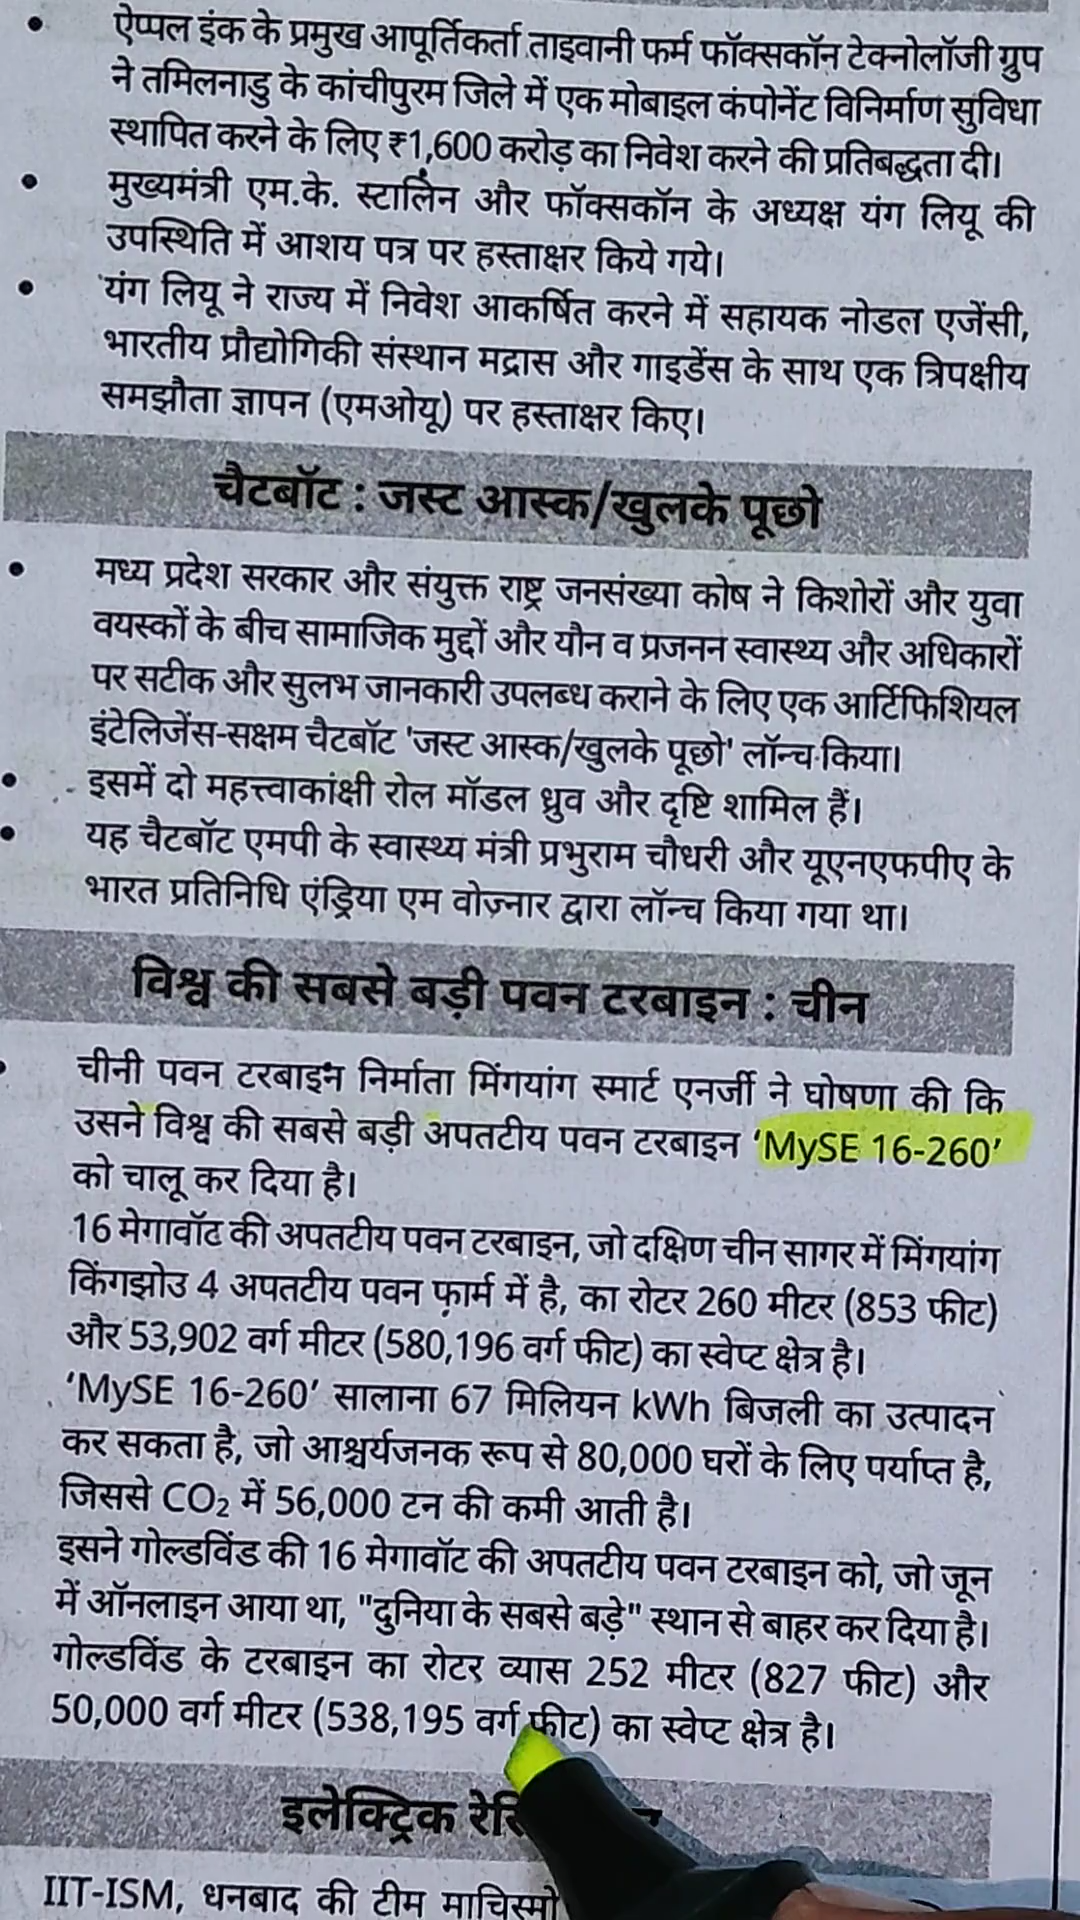 ऐप्पल इंक के प्रमुख आपूर्तिकर्ता ताइवानी फर्म फॉक्सकॉन टेक्नोलॉजी ग्रुप
ने तमिलनाडु के कांचीपुरम जिले में एक मोबाइल कंपोनेंट विनिर्माण सुविधा
स्थापित करने के लिए ₹1,600 करोड़ का निवेश करने की प्रतिबद्धता दी।
मुख्यमंत्री एम.के. स्टालिन और फॉक्सकॉन के अध्यक्ष यंग लियू की
उपस्थिति में आशय पत्र पर हस्ताक्षर किये गये।
यंग लियू ने राज्य में निवेश आकर्षित करने में सहायक नोडल एजेंसी,
भारतीय प्रौद्योगिकी संस्थान मद्रास और गाइडेंस के साथ एक त्रिपक्षीय
समझौता ज्ञापन (एमओयू) पर हस्ताक्षर किए।
चैटबॉट : जस्ट आस्क/खुलके पूछो
मध्य प्रदेश सरकार और संयुक्त राष्ट्र जनसंख्या कोष ने किशोरों और युवा
वयस्कों के बीच सामाजिक मुद्दों और यौन व प्रजनन स्वास्थ्य और अधिकारों
पर सटीक और सुलभ जानकारी उपलब्ध कराने के लिए एक आर्टिफिशियल
इंटेलिजेंस-सक्षम चैटबॉट 'जस्ट आस्क/खुलके पूछो' लॉन्च किया।
इसमें दो महत्त्वाकांक्षी रोल मॉडल ध्रुव और दृष्टि शामिल हैं।
यह चैटबॉट एमपी के स्वास्थ्य मंत्री प्रभुराम चौधरी और यूएनएफपीए के
भारत प्रतिनिधि एंड्रिया एम वोज़्नार द्वारा लॉन्च किया गया था।
विश्व की सबसे बड़ी पवन टरबाइन : चीन
चीनी पवन टरबाइन निर्माता मिंगयांग स्मार्ट एनर्जी ने घोषणा की कि
उसने विश्व की सबसे बड़ी अपतटीय पवन टरबाइन 'MySE 16-260'
को चालू कर दिया है।
16 मेगावॉट की अपतटीय पवन टरबाइन, जो दक्षिण चीन सागर में मिंगयांग
किंगझोउ 4 अपतटीय पवन फ़ार्म में है, का रोटर 260 मीटर (853 फीट)
और 53,902 वर्ग मीटर (580,196 वर्ग फीट) का स्वेप्ट क्षेत्र है।
'MySE 16-260' सालाना 67 मिलियन kWh बिजली का उत्पादन
कर सकता है, जो आश्चर्यजनक रूप से 80,000 घरों के लिए पर्याप्त है,
जिससे CO₂ में 56,000 टन की कमी आती है।
इसने गोल्डविंड की 16 मेगावॉट की अपतटीय पवन टरबाइन को, जो जून
में ऑनलाइन आया था, "दुनिया के सबसे बड़े" स्थान से बाहर कर दिया है।
गोल्डविंड के टरबाइन का रोटर व्यास 252 मीटर (827 फीट) और
50,000 वर्ग मीटर (538,195 वर्ग फीट) का स्वेप्ट क्षेत्र है।
इलेक्ट्रिक
IIT-ISM, धनबाद की टीम